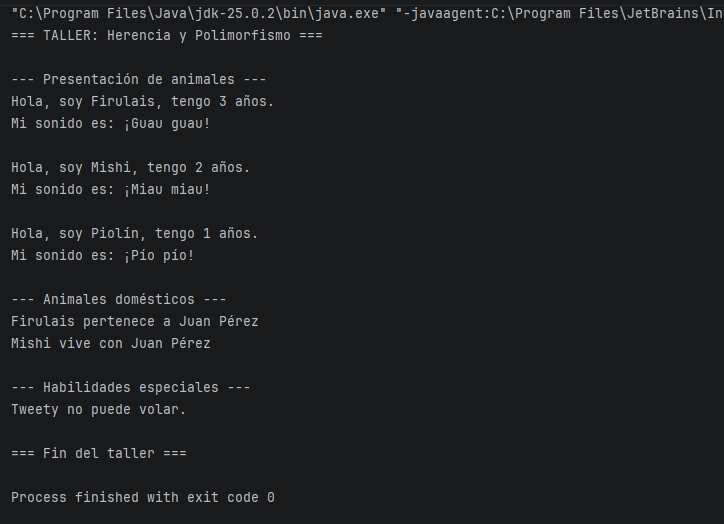 "C:\Program Files\Java\jdk-25.0.2\bin\java.exe" "-javaagent:C:\Program Files\JetBrains\In
=== TALLER: Herencia y Polimorfismo ===
--- Presentación de animales ---
Hola, soy Firulais, tengo 3 años.
Mi sonido es: ¡Guau guau!
Hola, soy Mishi, tengo 2 años.
Mi sonido es: ¡Miau miau!
Hola, soy Piolín, tengo 1 años.
Mi sonido es: ¡Pío pío!
--- Animales domésticos ---
Firulais pertenece a Juan Pérez
Mishi vive con Juan Pérez
--- Habilidades especiales ---
Tweety no puede volar.
=== Fin del taller ===
Process finished with exit code 0